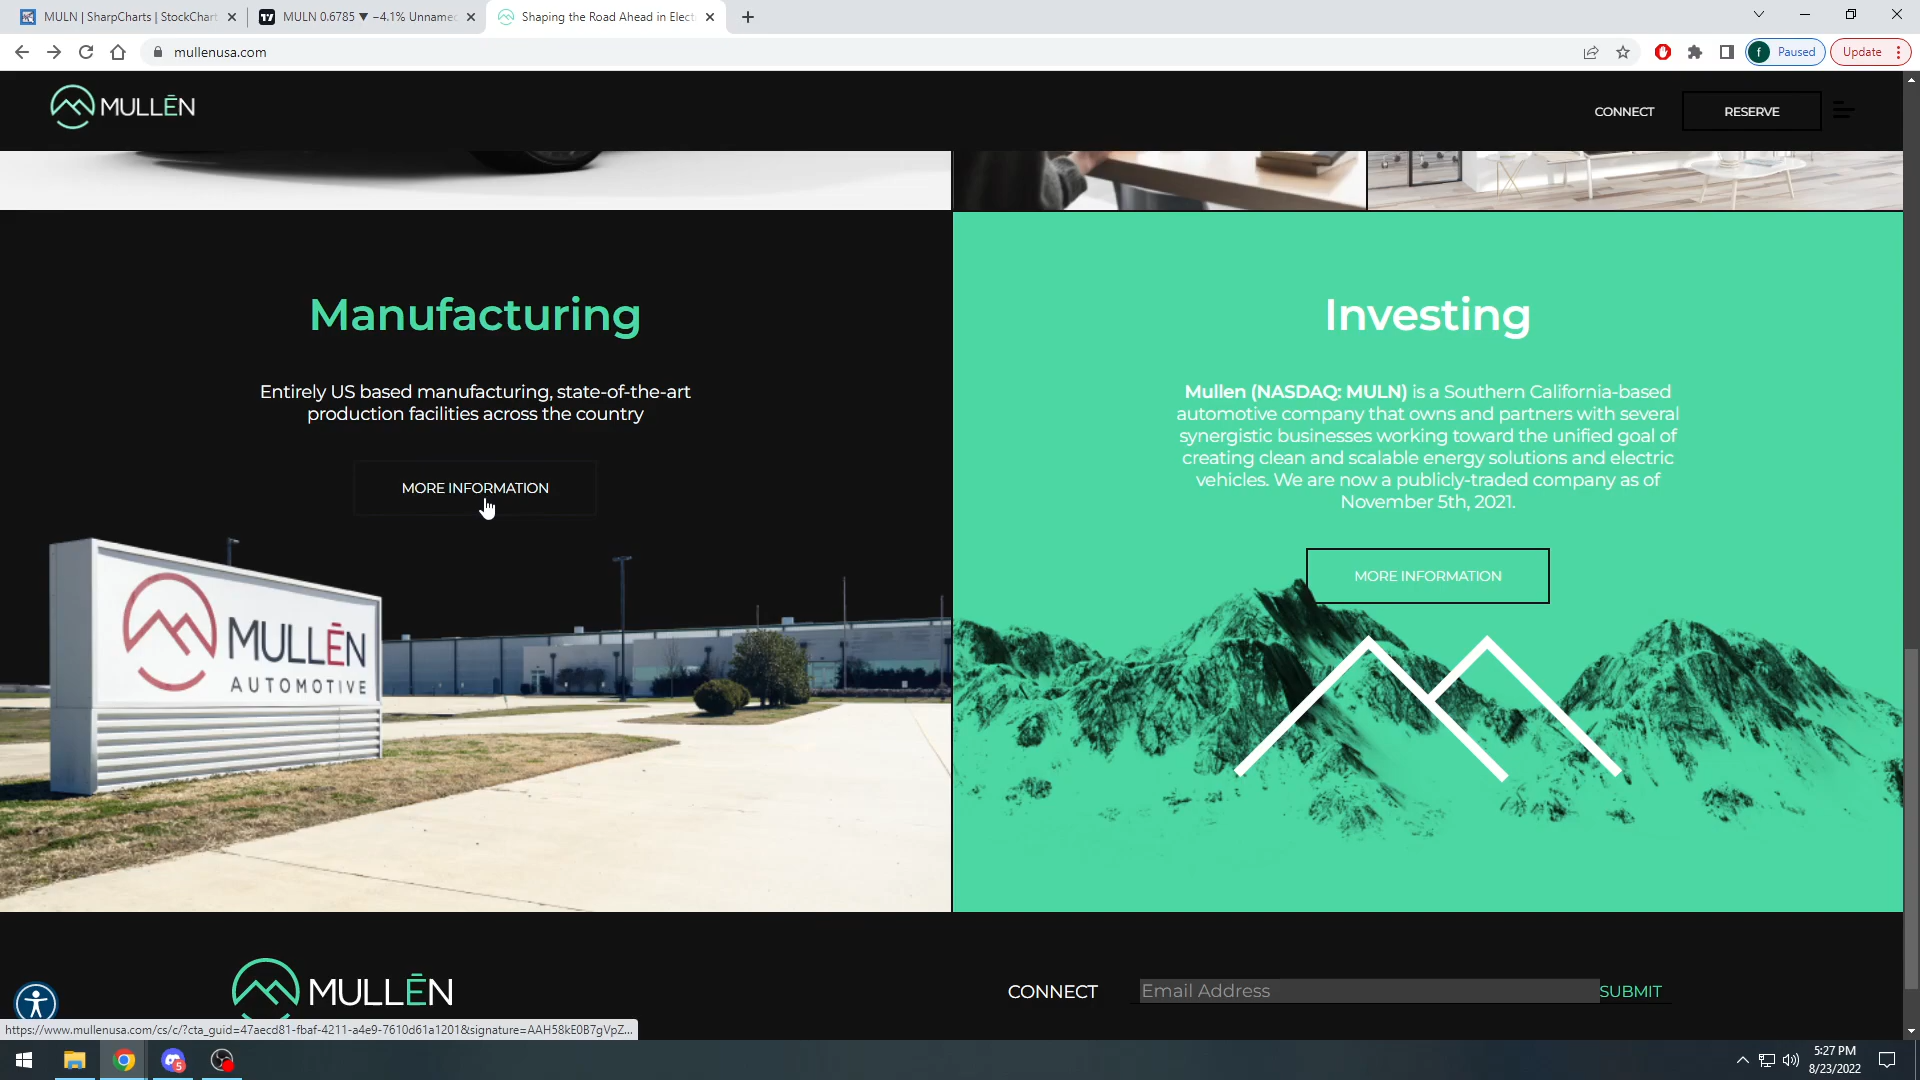 MULN | SharpCharts | StockChart
MULN 0.6785 ▼ −4.1% Unnamed
Shaping the Road Ahead in Elect
mullenusa.com
f Paused
Update
MULLĒN
CONNECT
RESERVE
Manufacturing
Entirely US based manufacturing, state-of-the-art
production facilities across the country
MORE INFORMATION
MULLĒN
AUTOMOTIVE
Investing
Mullen (NASDAQ: MULN) is a Southern California-based
automotive company that owns and partners with several
synergistic businesses working toward the unified goal of
creating clean and scalable energy solutions and electric
vehicles. We are now a publicly-traded company as of
November 5th, 2021.
MORE INFORMATION
MULLĒN
CONNECT
Email Address
SUBMIT
https://www.mullenusa.com/cs/c/?cta_guid=47aecd81-fbaf-4211-a4e9-7610d61a1201&signature=AAH58kE0B7gVpZ...
5
5:27 PM
8/23/2022